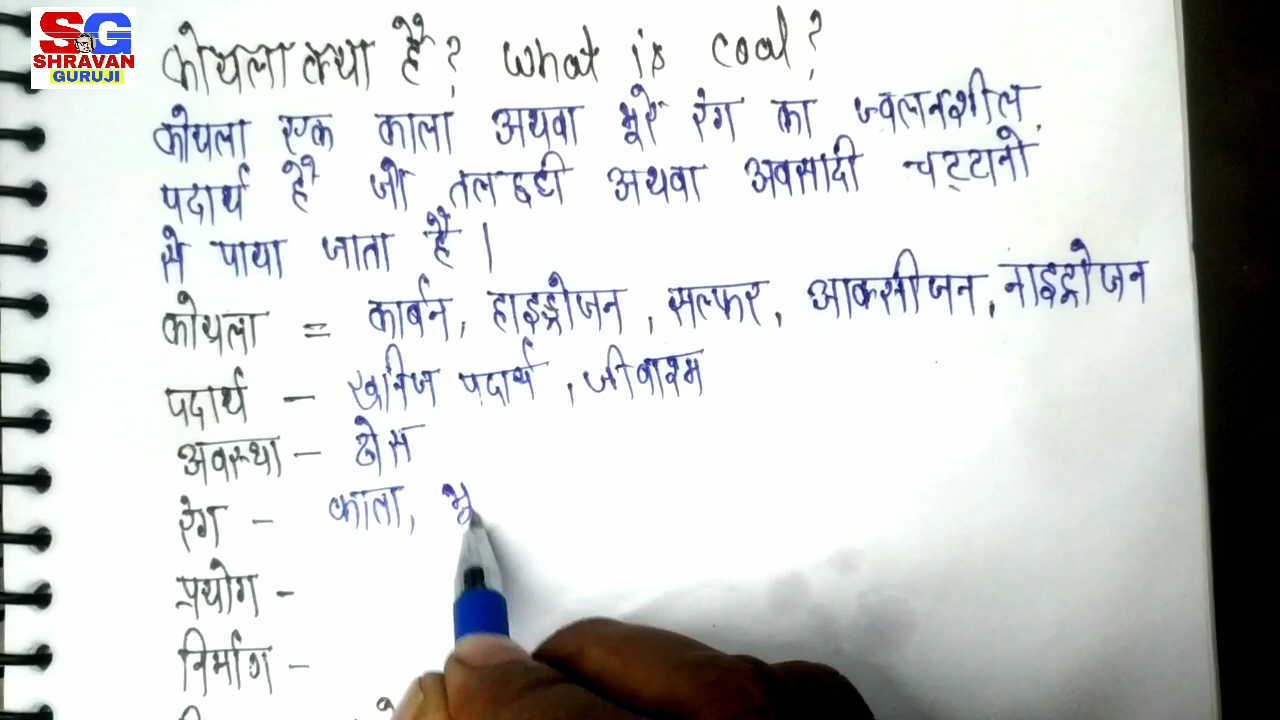 SG
SHRAVAN
GURUJI
कोयला क्या है? What is coal?
कोयला एक काला अथवा भूरे रंग का ज्वलनशील
पदार्थ है जो तलछटी अथवा अवसादी चट्टानो
से पाया जाता है |
कोयला = कार्बन, हाइड्रोजन, सल्फर, आक्सीजन, नाइट्रोजन
पदार्थ - खनिज पदार्थ, जीवाश्म
अवस्था - ठोस
रंग - काला, भू
प्रयोग -
निर्माण -